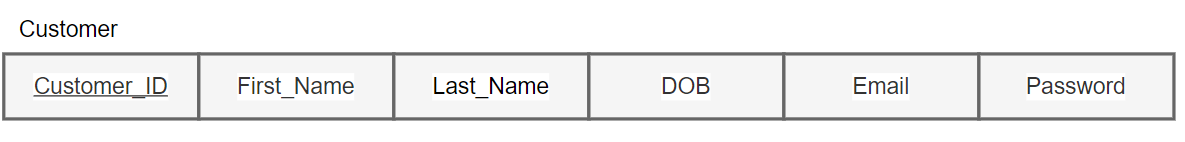 Customer
Customer_ID First_Name Last_Name DOB Email Password